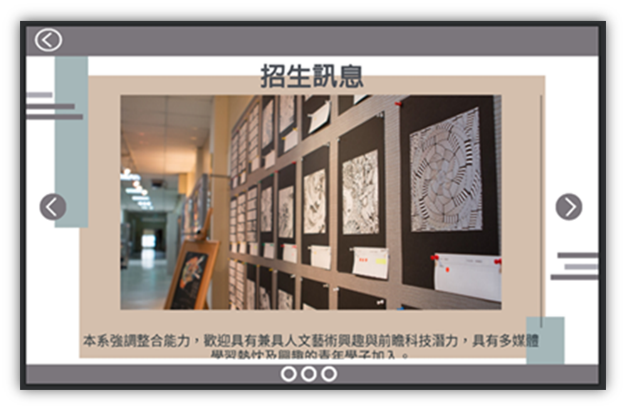 招生訊息
本系強調整合能力，歡迎具有兼具人文藝術興趣與前瞻科技潛力，具有多媒體
學習熱忱及興趣的青年學子加入。